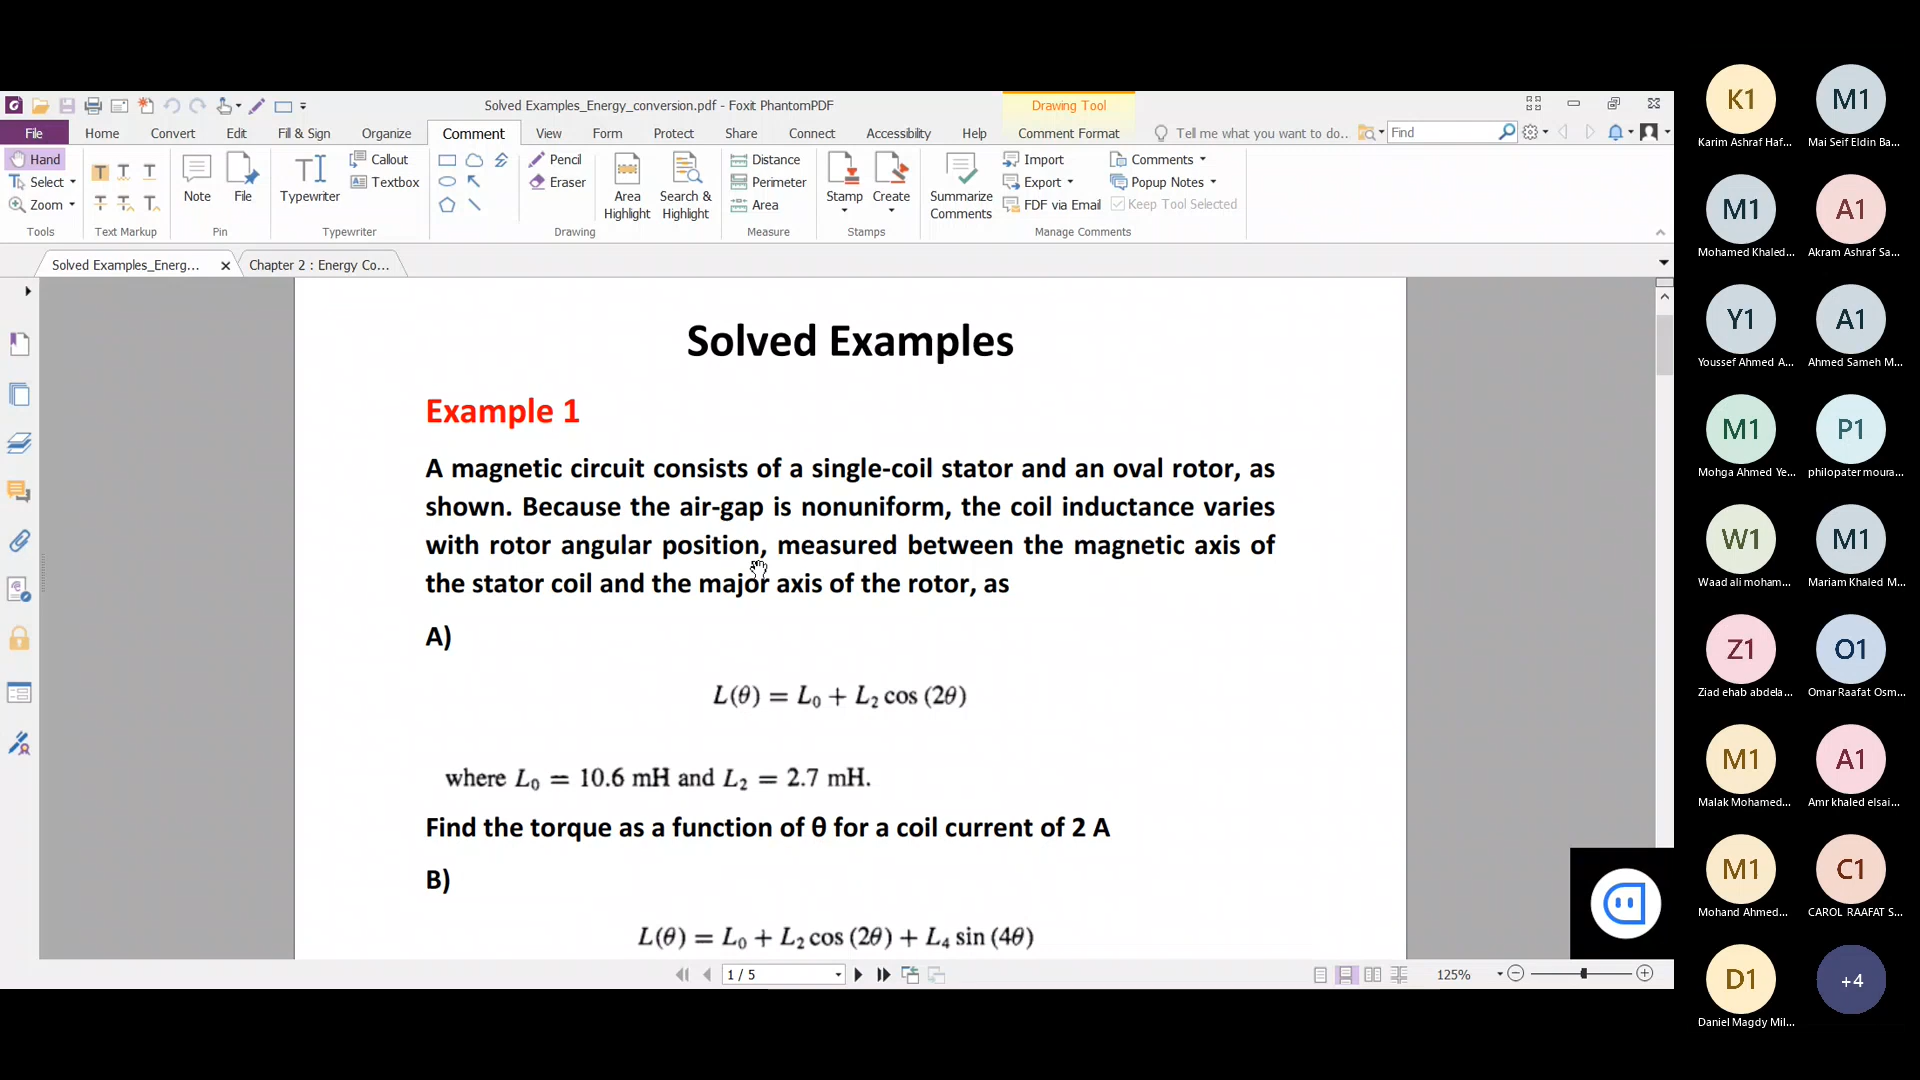 Solved Examples_Energy_conversion.pdf - Foxit PhantomPDF
Drawing Tool
File Home Convert Edit Fill & Sign Organize Comment View Form Protect Share Connect Accessibility Help Comment Format Tell me what you want to do.. Find
Hand
Select
Zoom
Tools
Text Markup
Note
File
Pin
Typewriter
Callout
Textbox
Typewriter
Pencil
Eraser
Area Highlight
Search & Highlight
Drawing
Distance
Perimeter
Area
Measure
Stamp
Create
Stamps
Summarize Comments
Import
Export
FDF via Email
Comments
Popup Notes
Keep Tool Selected
Manage Comments
Solved Examples_Energ... Chapter 2 : Energy Co...
Solved Examples
Example 1
A magnetic circuit consists of a single-coil stator and an oval rotor, as
shown. Because the air-gap is nonuniform, the coil inductance varies
with rotor angular position, measured between the magnetic axis of
the stator coil and the major axis of the rotor, as
A)
L(θ) = L₀ + L₂ cos (2θ)
where L₀ = 10.6 mH and L₂ = 2.7 mH.
Find the torque as a function of θ for a coil current of 2 A
B)
L(θ) = L₀ + L₂ cos (2θ) + L₄ sin (4θ)
1 / 5
125%
K1 M1
Karim Ashraf Haf... Mai Seif Eldin Ba...
M1 A1
Mohamed Khaled... Akram Ashraf Sa...
Y1 A1
Youssef Ahmed A... Ahmed Sameh M...
M1 P1
Mohga Ahmed Ye... philopater moura...
W1 M1
Waad ali moham... Mariam Khaled M...
Z1 O1
Ziad ehab abdela... Omar Raafat Osm...
M1 A1
Malak Mohamed... Amr khaled elsai...
M1 C1
Mohand Ahmed... CAROL RAAFAT S...
D1 +4
Daniel Magdy Mil...